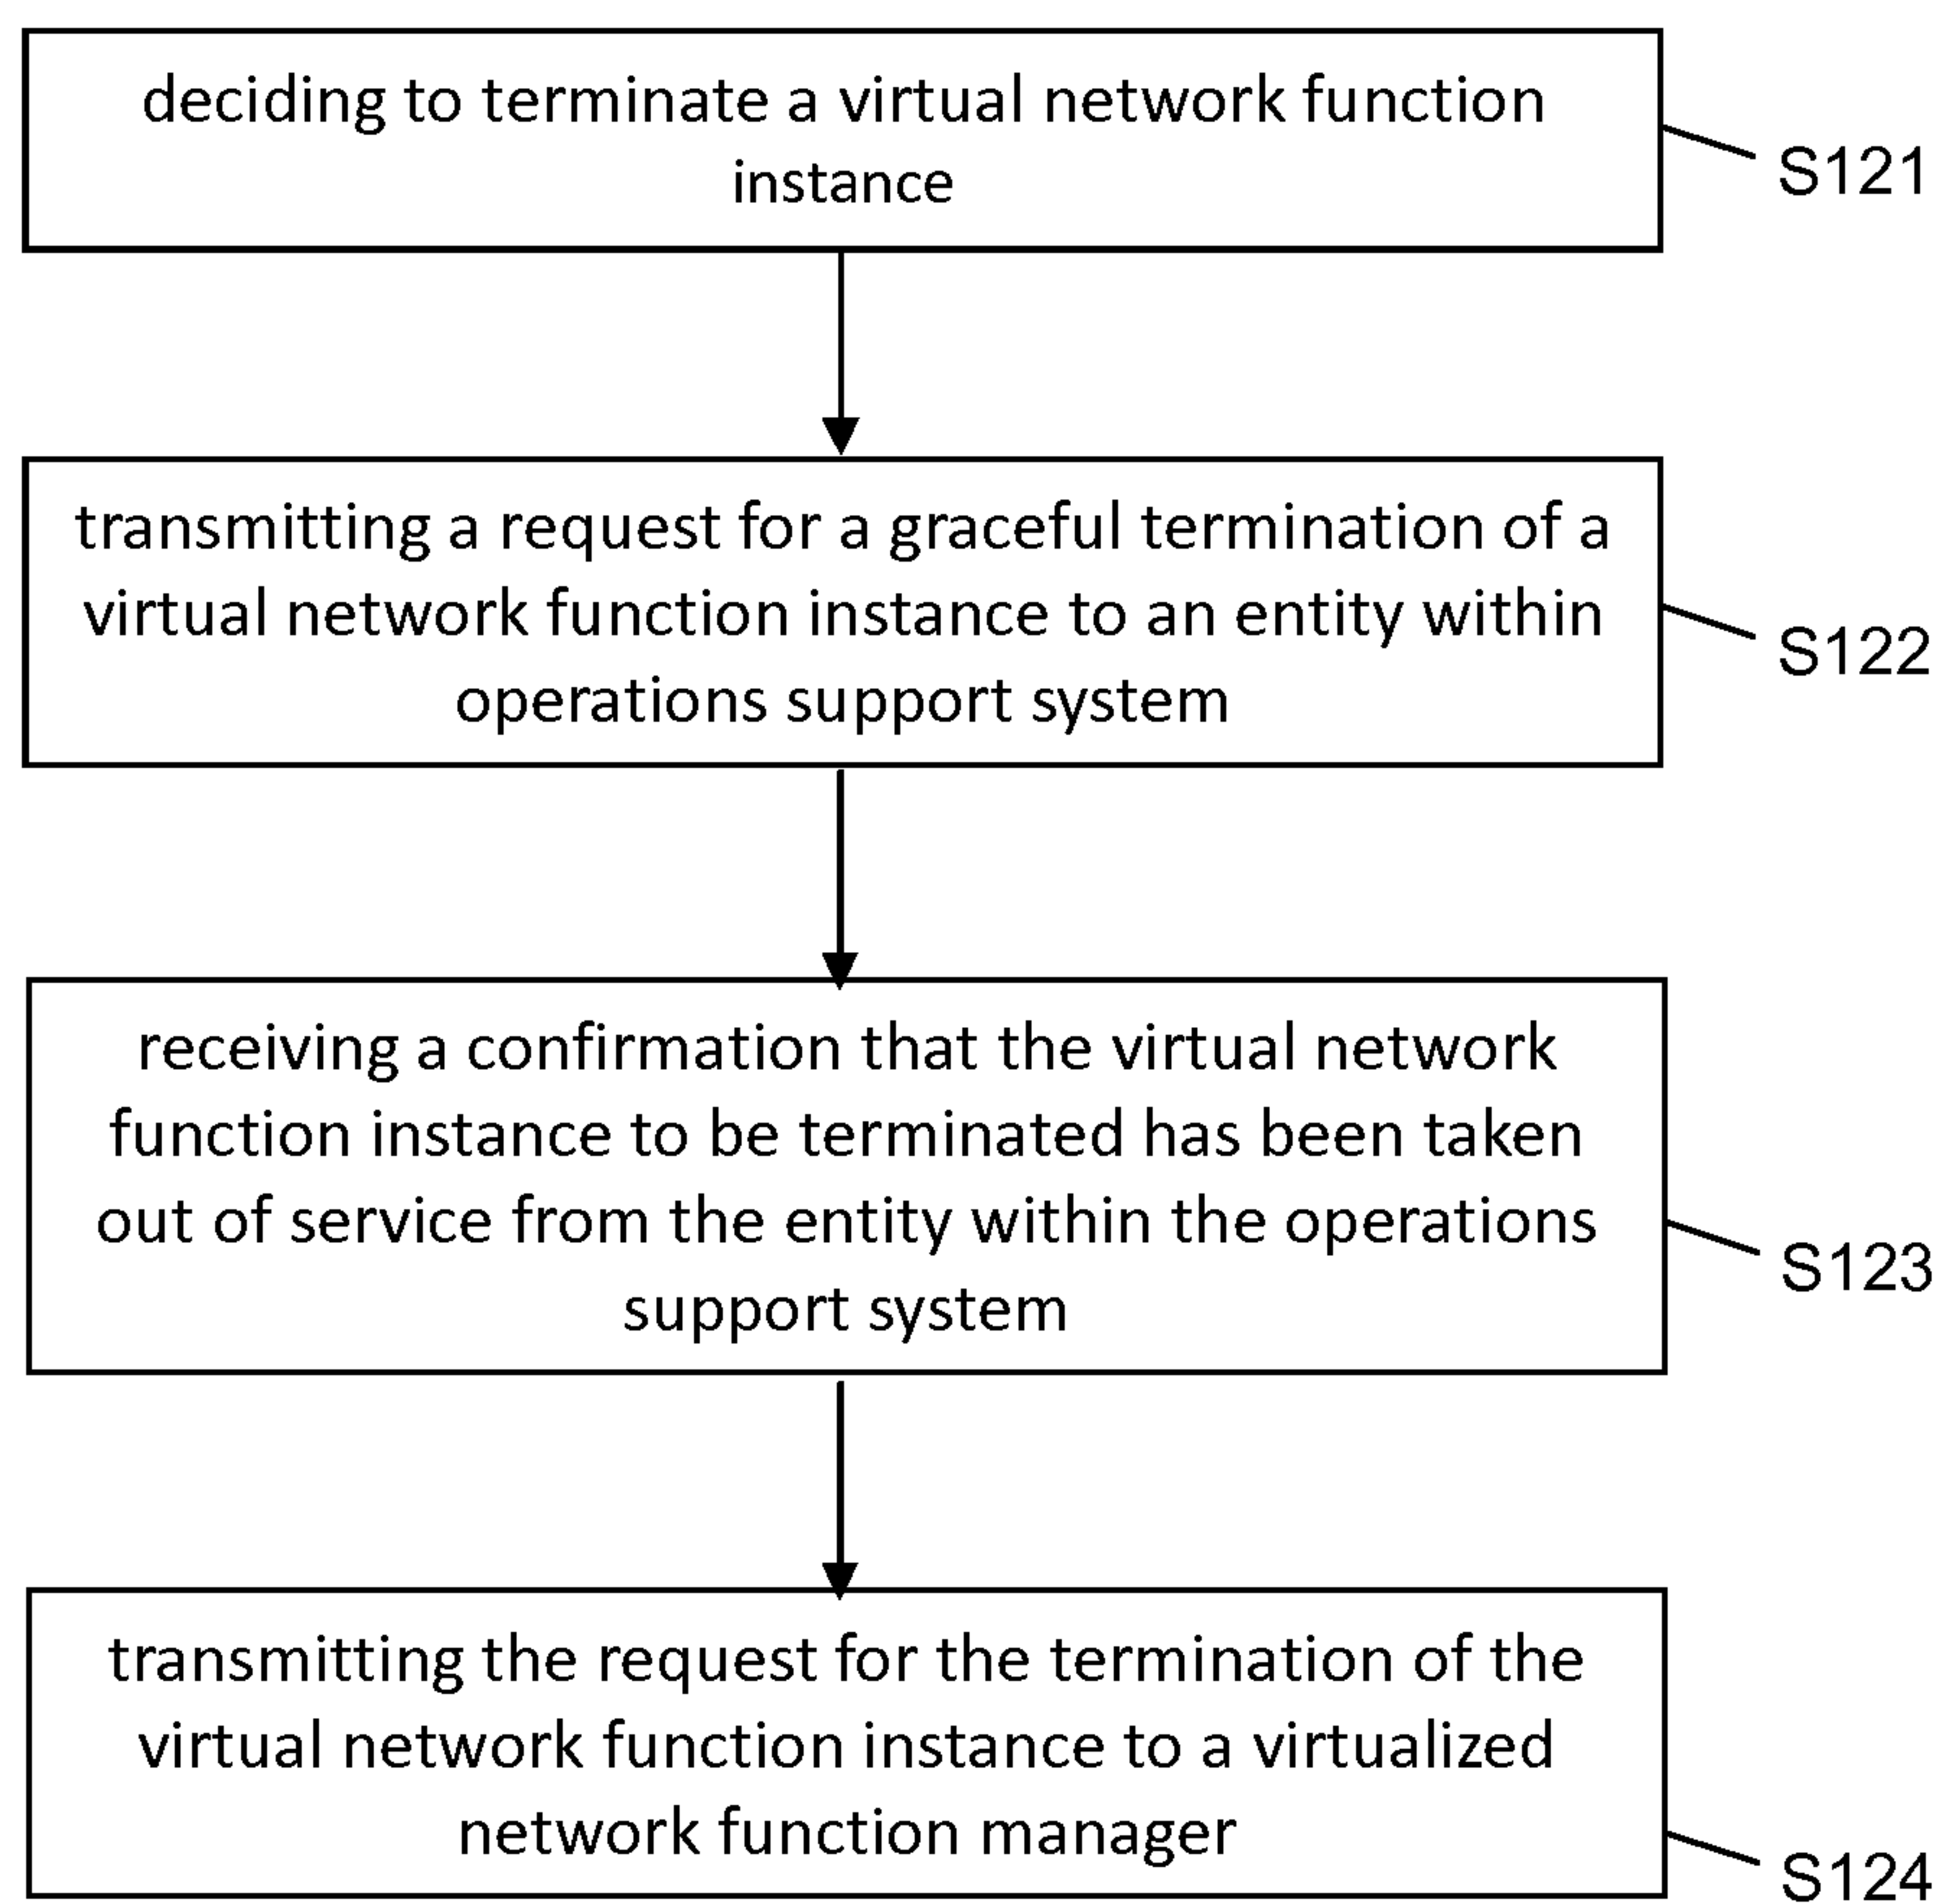 deciding to terminate a virtual network function
instance
S121
transmitting a request for a graceful termination of a
virtual network function instance to an entity within
operations support system
S122
receiving a confirmation that the virtual network
function instance to be terminated has been taken
out of service from the entity within the operations
support system
S123
transmitting the request for the termination of the
virtual network function instance to a virtualized
network function manager
S124